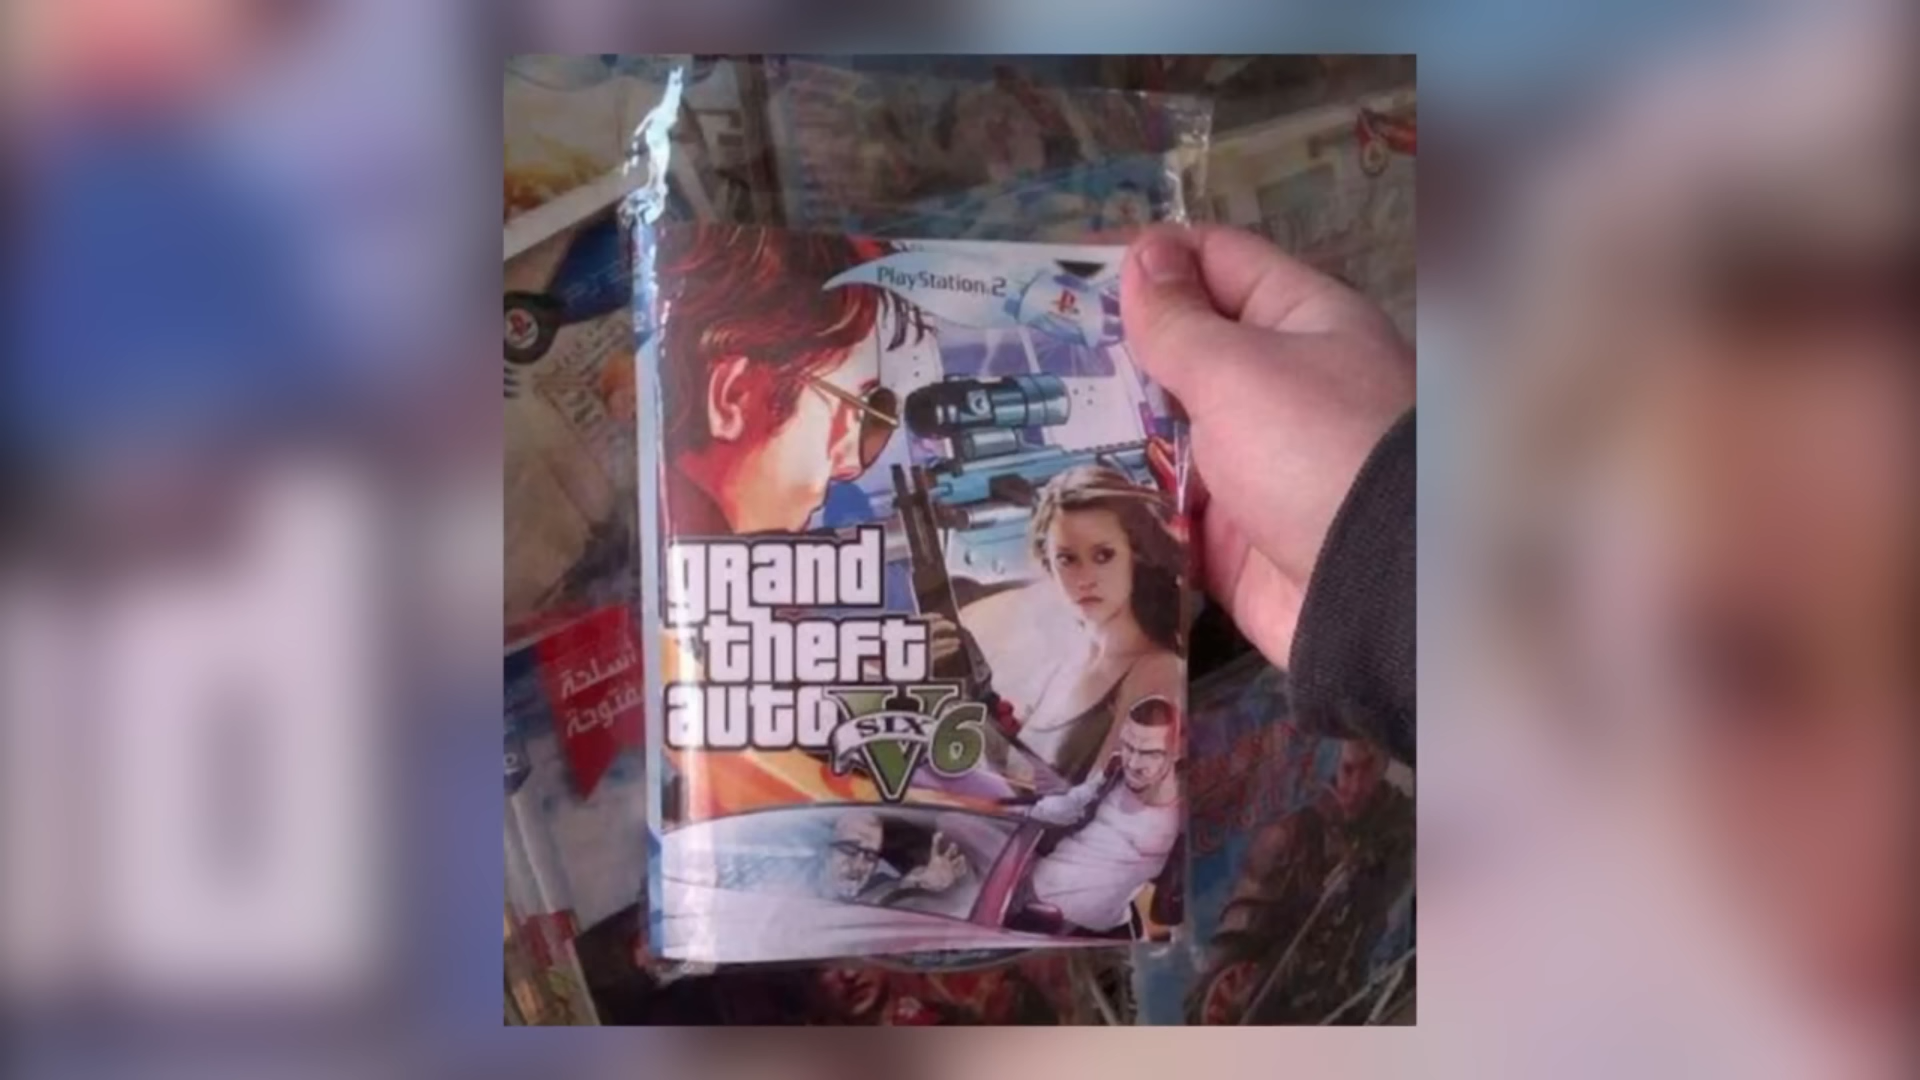 PlayStation 2
grand
theft
auto V 6
SIX
أسلحة
مفتوحة